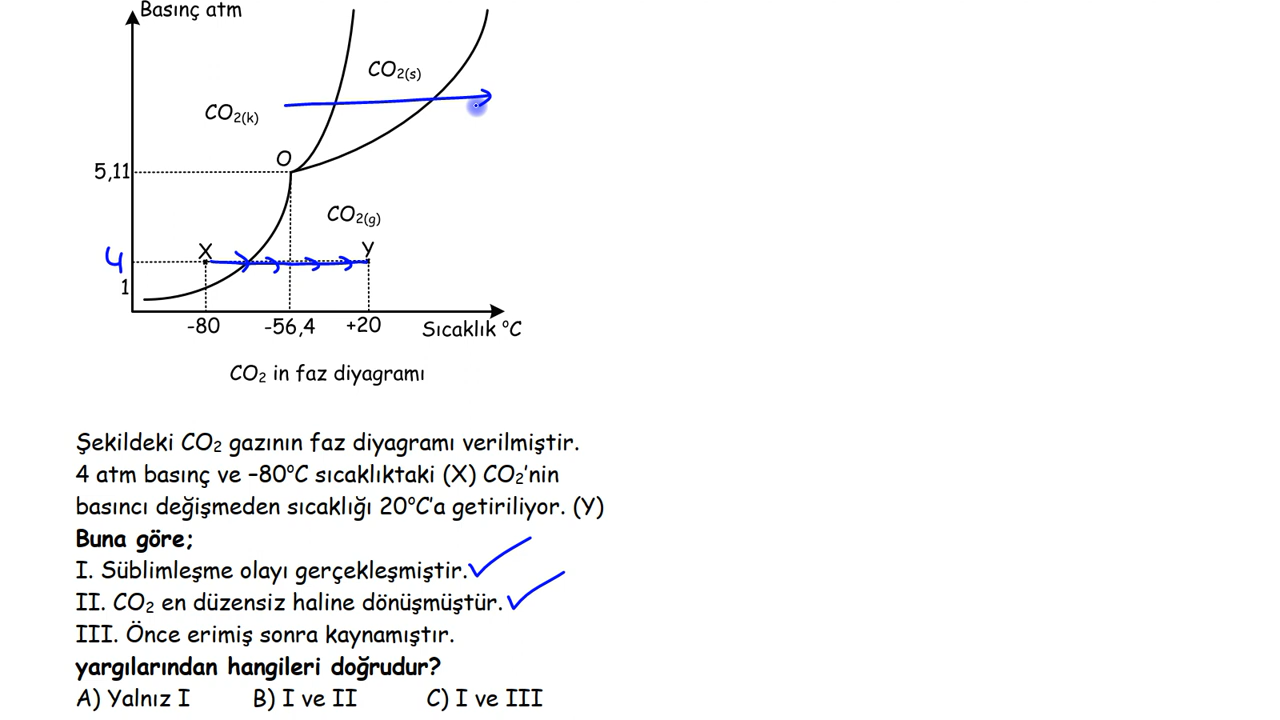 Basınç atm
CO2(s)
CO2(k)
O
5,11
CO2(g)
X
Y
4
1
-80
-56,4
+20
Sıcaklık °C
CO2 in faz diyagramı
Şekildeki CO2 gazının faz diyagramı verilmiştir.
4 atm basınç ve -80°C sıcaklıktaki (X) CO2'nin
basıncı değişmeden sıcaklığı 20°C'a getiriliyor. (Y)
Buna göre;
I. Süblimleşme olayı gerçekleşmiştir.
II. CO2 en düzensiz haline dönüşmüştür.
III. Önce erimiş sonra kaynamıştır.
yargılarından hangileri doğrudur?
A) Yalnız I B) I ve II C) I ve III